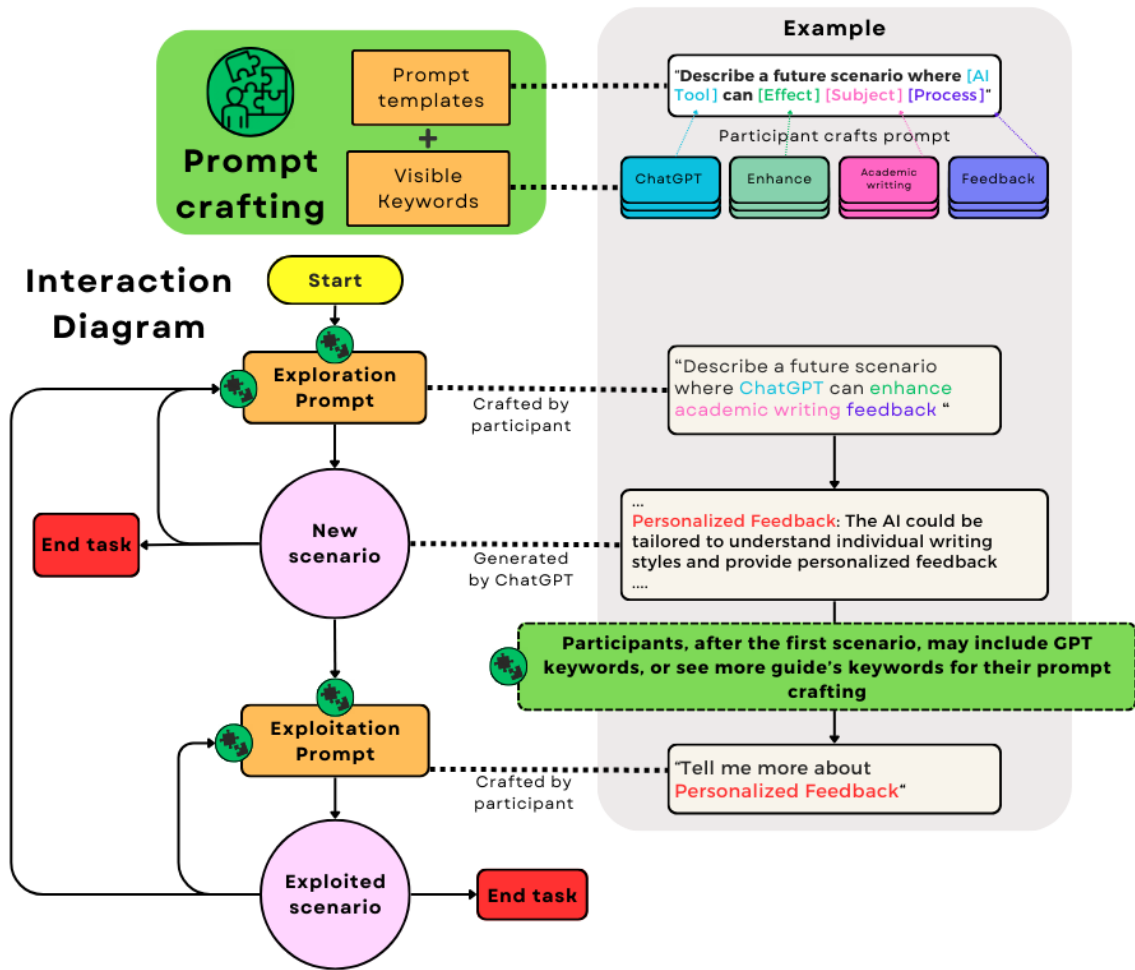 Example
Prompt
templates
+
Visible
Keywords
Prompt
crafting
"Describe a future scenario where [AI
Tool] can [Effect] [Subject] [Process]"
Participant crafts prompt
ChatGPT
Enhance
Academic
writting
Feedback
Interaction
Diagram
Start
Exploration
Prompt
Crafted by
participant
"Describe a future scenario
where ChatGPT can enhance
academic writing feedback "
New
scenario
End task
Generated
by ChatGPT
...
Personalized Feedback: The AI could be
tailored to understand individual writing
styles and provide personalized feedback
....
Participants, after the first scenario, may include GPT
keywords, or see more guide's keywords for their prompt
crafting
Exploitation
Prompt
Crafted by
participant
"Tell me more about
Personalized Feedback"
Exploited
scenario
End task